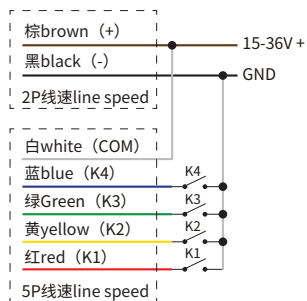 棕brown（+）
15-36V +
黑black（-）
GND
2P线速line speed
白white（COM）
蓝blue（K4）
K4
绿Green（K3）
K3
黄yellow（K2）
K2
红red（K1）
K1
5P线速line speed